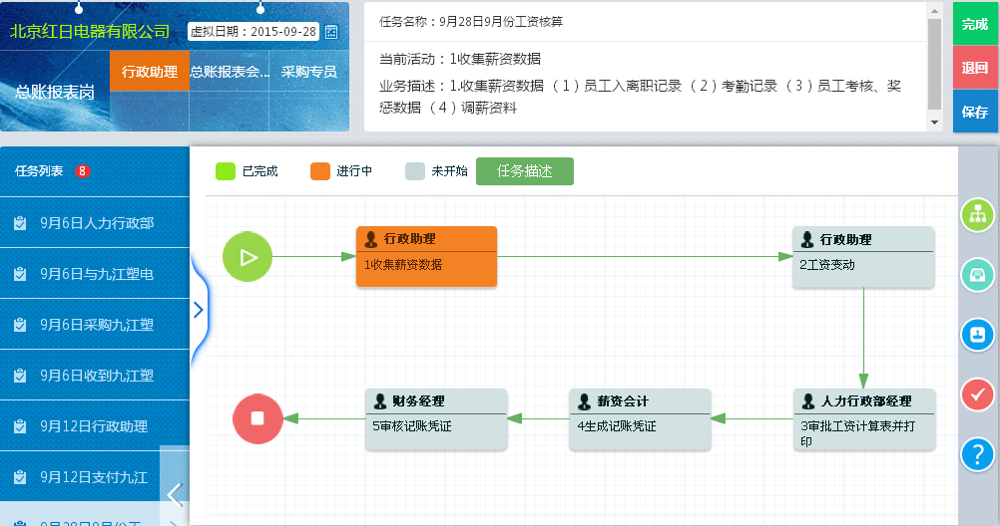 北京红日电器有限公司
虚拟日期：2015-09-28
总账报表岗
行政助理
总账报表会...
采购专员
任务名称：9月28日9月份工资核算
当前活动：1收集薪资数据
业务描述：1.收集薪资数据（1）员工入离职记录（2）考勤记录（3）员工考核、奖
惩数据（4）调薪资料
完成
退回
保存
任务列表 8
9月6日人力行政部
9月6日与九江塑电
9月6日采购九江塑
9月6日收到九江塑
9月12日行政助理
9月12日支付九江
9月28日9月份工
已完成
进行中
未开始
任务描述
行政助理
1收集薪资数据
行政助理
2工资变动
财务经理
5审核记账凭证
薪资会计
4生成记账凭证
人力行政部经理
3审批工资计算表并打
印
?